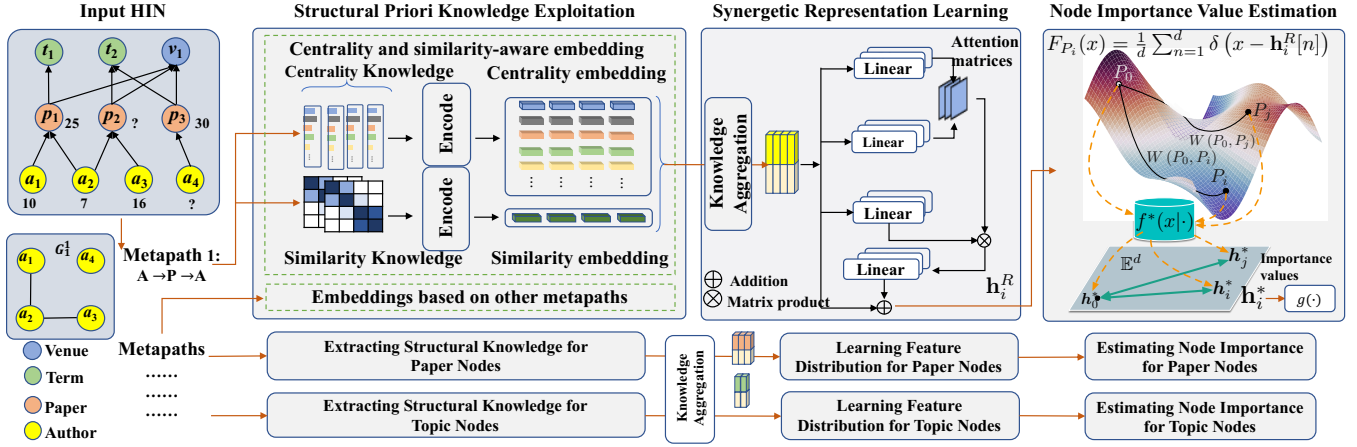 Input HIN
t₁ t₂ v₁
p₁ 25 p₂ ? p₃ 30
a₁ a₂ a₃ a₄
10 7 16 ?
G₁¹
a₁ a₄
a₂ a₃
Metapath 1:
A →P →A
Venue
Term
Paper
Author
Metapaths
......
......
......
Structural Priori Knowledge Exploitation
Centrality and similarity-aware embedding
Centrality Knowledge
Centrality embedding
Encode
Encode
Similarity Knowledge
Similarity embedding
Embeddings based on other metapaths
Synergetic Representation Learning
Knowledge
Aggregation
Linear
Linear
Linear
Linear
Attention
matrices
⊕ Addition
⊗ Matrix product
h_i^R
Node Importance Value Estimation
F_{P_i}(x) = 1/d ∑_{n=1}^d δ (x − h_i^R[n])
P₀
P_j
W (P₀, P_j)
W (P₀, P_i)
P_i
f*(x|·)
𝔼^d
h_j^*
h_0^*
h_i^*
Importance
values
h_i^*
g(·)
Extracting Structural Knowledge for
Paper Nodes
Extracting Structural Knowledge for
Topic Nodes
Knowledge
Aggregation
Learning Feature
Distribution for Paper Nodes
Learning Feature
Distribution for Topic Nodes
Estimating Node Importance
for Paper Nodes
Estimating Node Importance
for Topic Nodes